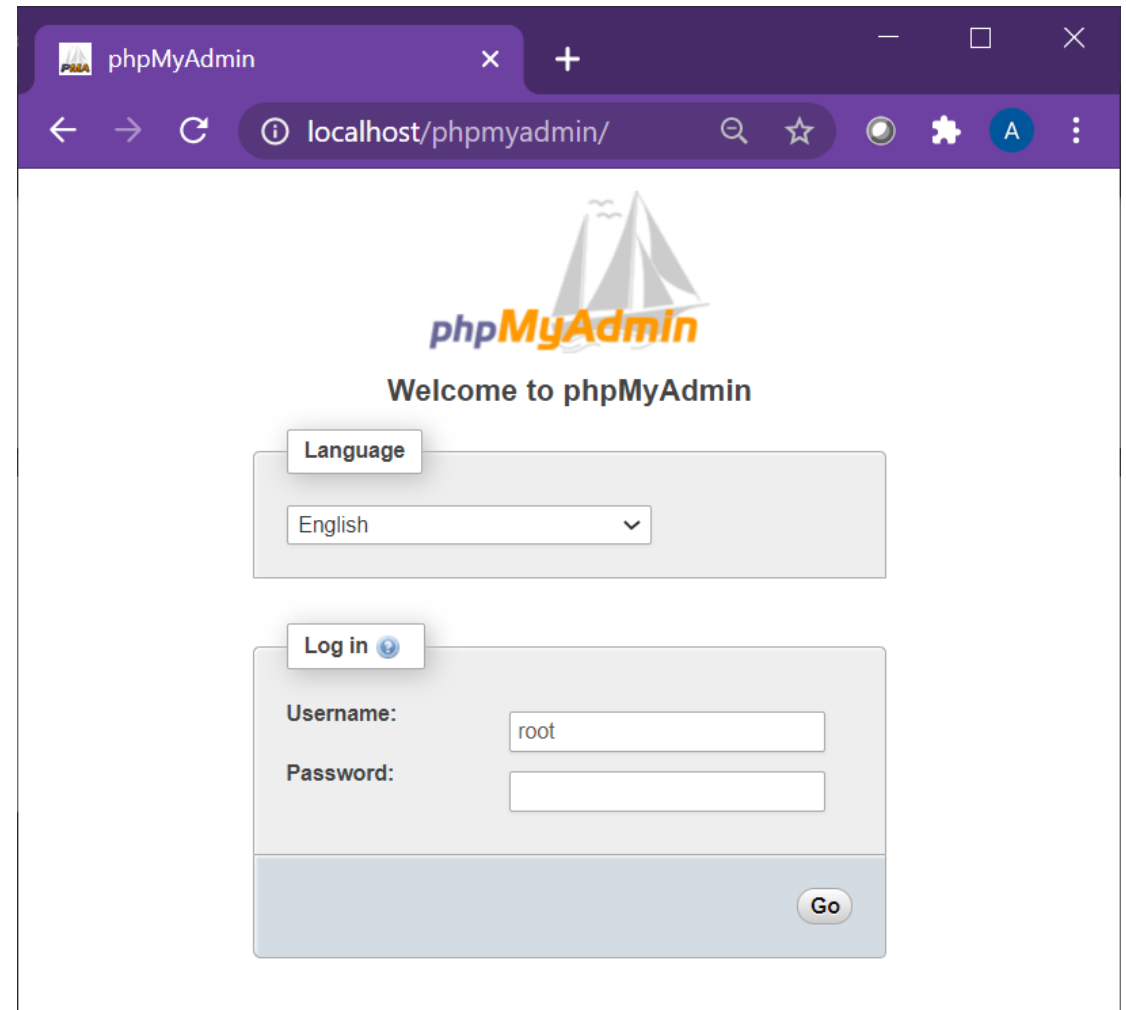 phpMyAdmin
localhost/phpmyadmin/
A
phpMyAdmin
Welcome to phpMyAdmin
Language
English
Log in
Username:
root
Password:
Go